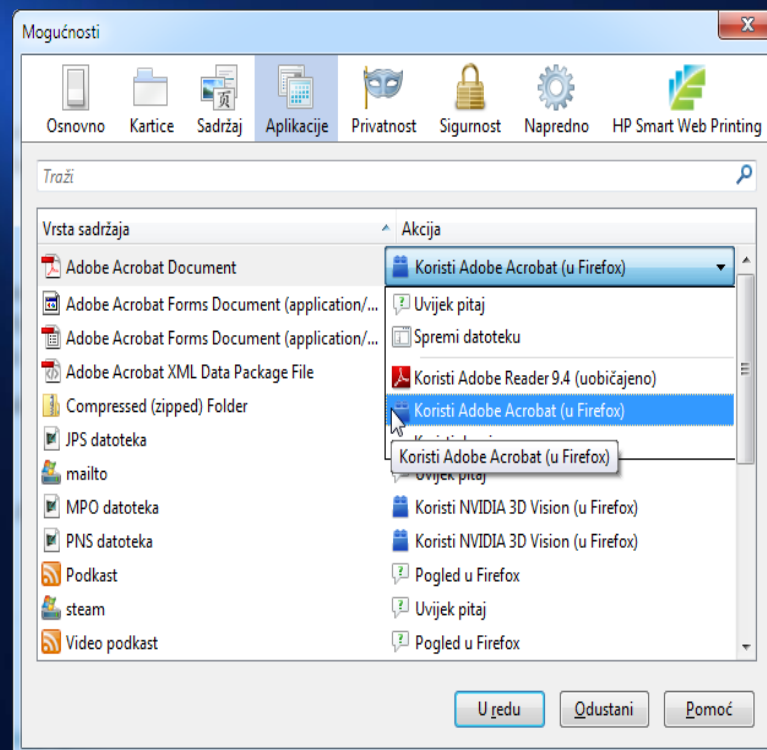 Mogućnosti
Osnovno Kartice Sadržaj Aplikacije Privatnost Sigurnost Napredno HP Smart Web Printing
Traži
Vrsta sadržaja Akcija
Adobe Acrobat Document Koristi Adobe Acrobat (u Firefox)
Adobe Acrobat Forms Document (application/... Uvijek pitaj
Adobe Acrobat Forms Document (application/... Spremi datoteku
Adobe Acrobat XML Data Package File Koristi Adobe Reader 9.4 (uobičajeno)
Compressed (zipped) Folder Koristi Adobe Acrobat (u Firefox)
JPS datoteka
Koristi Adobe Acrobat (u Firefox)
mailto Uvijek pitaj
MPO datoteka Koristi NVIDIA 3D Vision (u Firefox)
PNS datoteka Koristi NVIDIA 3D Vision (u Firefox)
Podkast Pogled u Firefox
steam Uvijek pitaj
Video podkast Pogled u Firefox
U redu Odustani Pomoć